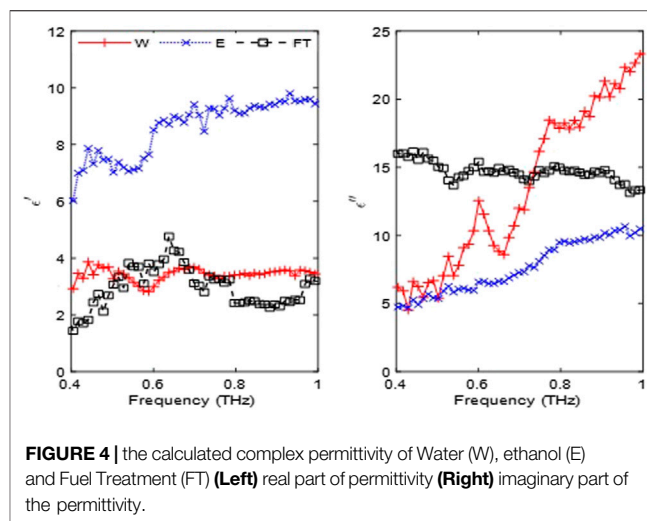 W E FT
ϵ′
12
10
8
6
4
2
0
0.4 0.6 0.8 1
Frequency (THz)
ϵ″
25
20
15
10
5
0
0.4 0.6 0.8 1
Frequency (THz)
FIGURE 4 | the calculated complex permittivity of Water (W), ethanol (E)
and Fuel Treatment (FT) (Left) real part of permittivity (Right) imaginary part of
the permittivity.